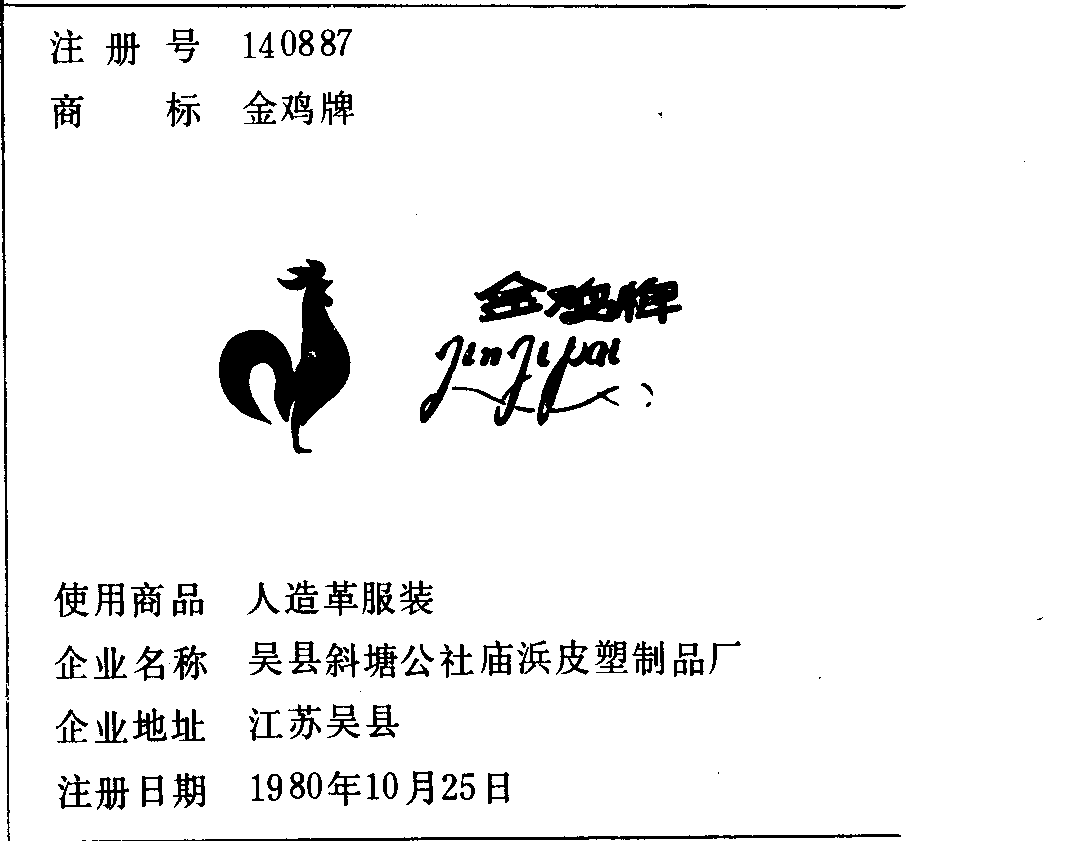 注册号 140887
商标 金鸡牌
金鸡牌
JinJipai
使用商品 人造革服装
企业名称 吴县斜塘公社庙浜皮塑制品厂
企业地址 江苏吴县
注册日期 1980年10月25日